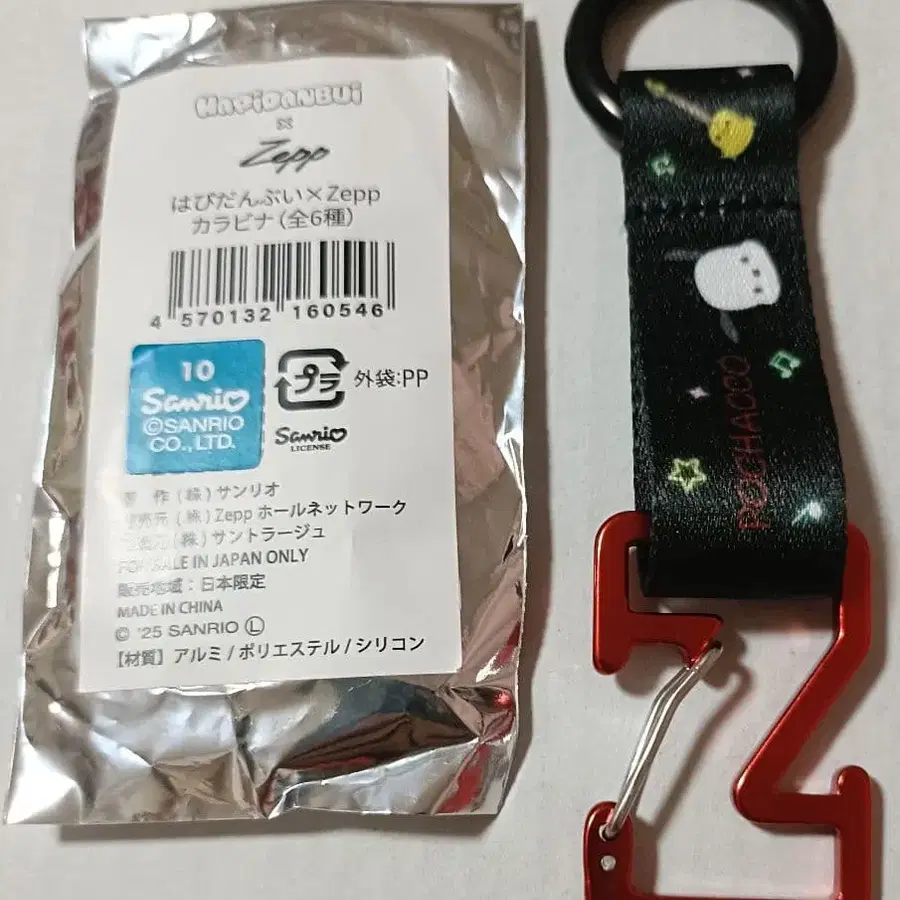 HAPiDANBUi
×
Zepp
はぴだんぶい×Zepp
カラビナ(全6種)
4 570132 160546
10
Sanrio
©SANRIO
CO., LTD.
プラ
外袋:PP
Sanrio
LICENSE
作(株)サンリオ
売元(株)Zepp ホールネットワーク
元(株)サントラージュ
FOR SALE IN JAPAN ONLY
販売地域:日本限定
MADE IN CHINA
© '25 SANRIO Ⓛ
【材質】アルミ/ポリエステル/シリコン
POCHACCO